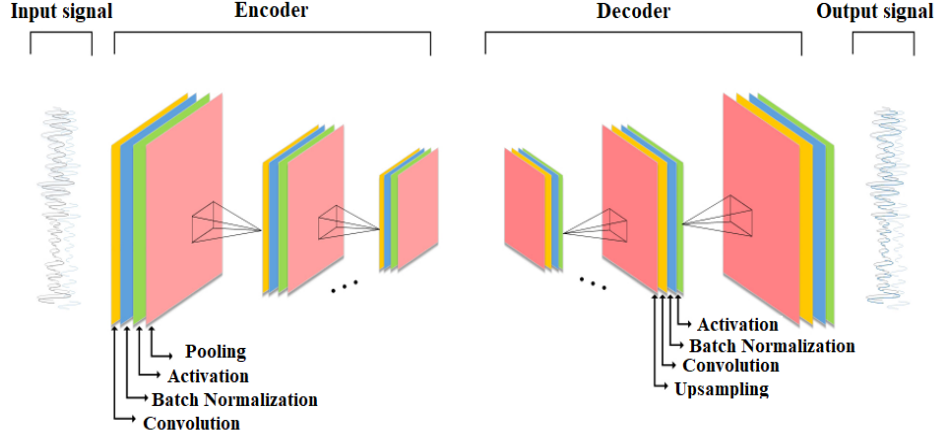 Input signal
Encoder
Decoder
Output signal
Pooling
Activation
Batch Normalization
Convolution
Activation
Batch Normalization
Convolution
Upsampling